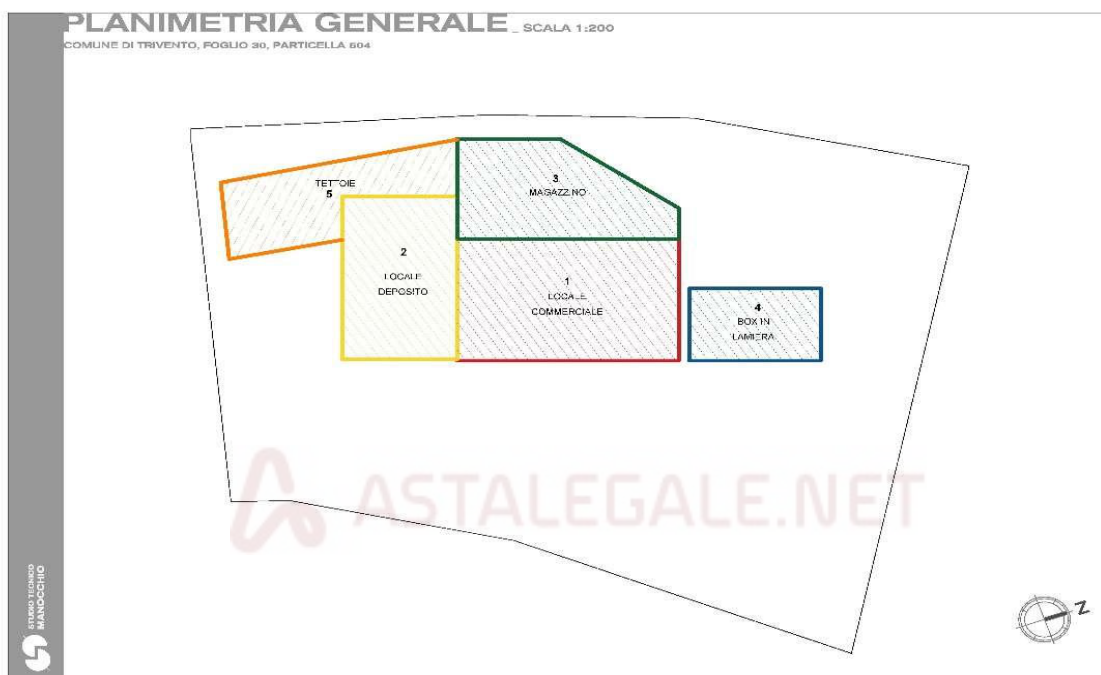 PLANIMETRIA GENERALE _ SCALA 1:200
COMUNE DI TRIVENTO, FOGLIO 30, PARTICELLA 504
TETTOIE
5
3
MAGAZZINO
2
LOCALE
DEPOSITO
1
LOCALE
COMMERCIALE
4
BOX IN
LAMIERA
ASTALEGALE.NET
STUDIO TECNICO
MANOCCHIO
Z